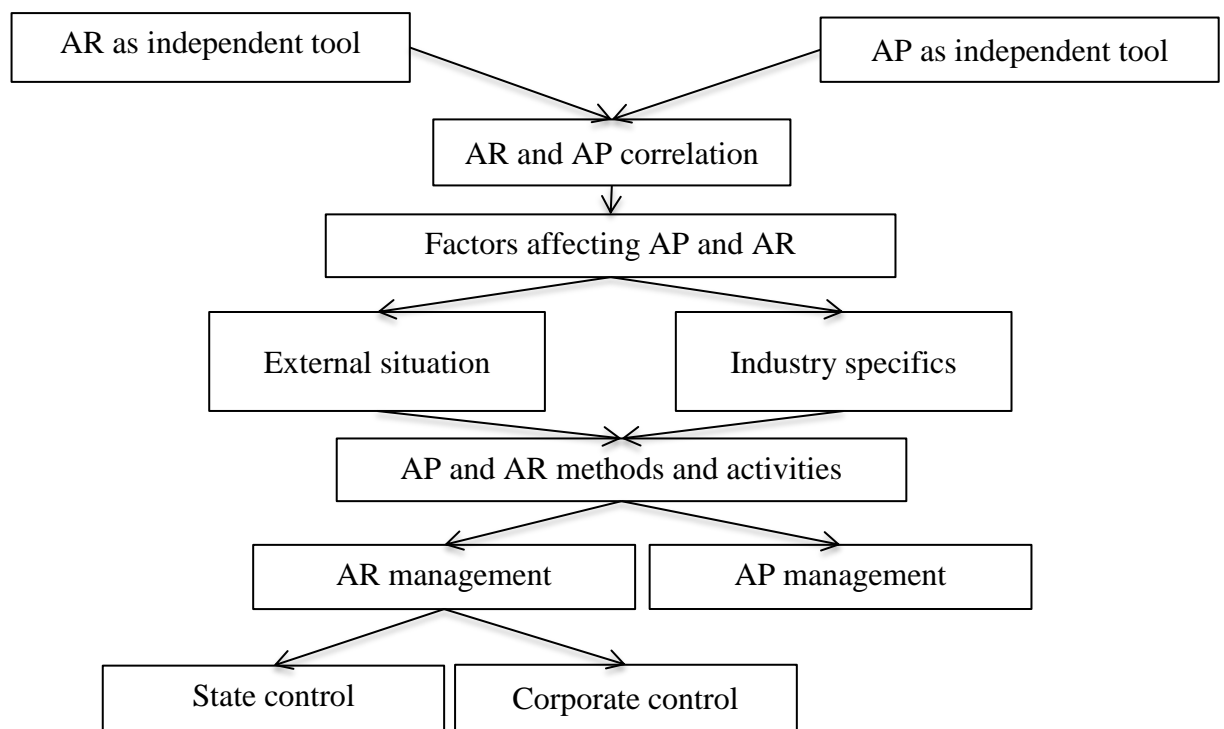 AR as independent tool
AP as independent tool
AR and AP correlation
Factors affecting AP and AR
External situation
Industry specifics
AP and AR methods and activities
AR management
AP management
State control
Corporate control